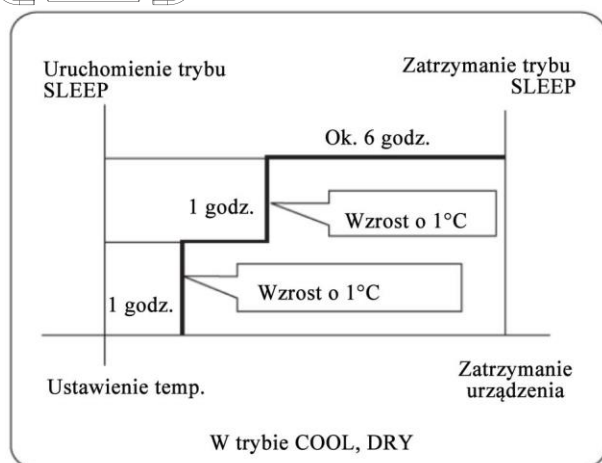 Uruchomienie trybu
SLEEP
Zatrzymanie trybu
SLEEP
Ok. 6 godz.
1 godz.
Wzrost o 1°C
1 godz.
Wzrost o 1°C
Ustawienie temp.
Zatrzymanie
urządzenia
W trybie COOL, DRY